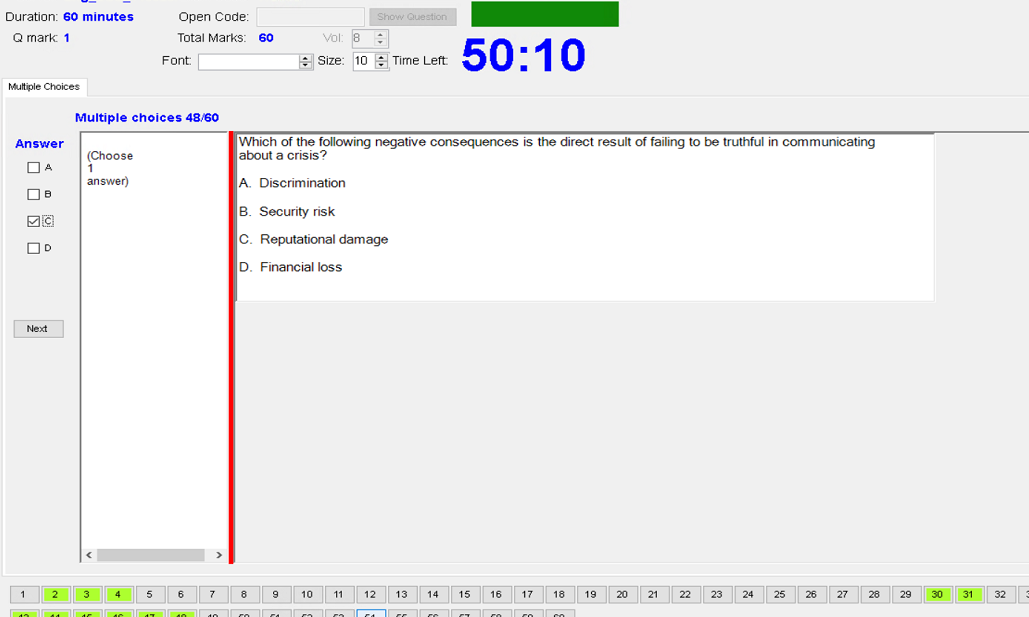 Duration: 60 minutes Open Code: Show Question
Q mark: 1 Total Marks: 60 Vol: 8
Font: Size: 10 Time Left: 50:10
Multiple Choices
Multiple choices 48/60
Answer
A
B
C
D
Next
(Choose
1
answer)
Which of the following negative consequences is the direct result of failing to be truthful in communicating
about a crisis?
A. Discrimination
B. Security risk
C. Reputational damage
D. Financial loss
1 2 3 4 5 6 7 8 9 10 11 12 13 14 15 16 17 18 19 20 21 22 23 24 25 26 27 28 29 30 31 32